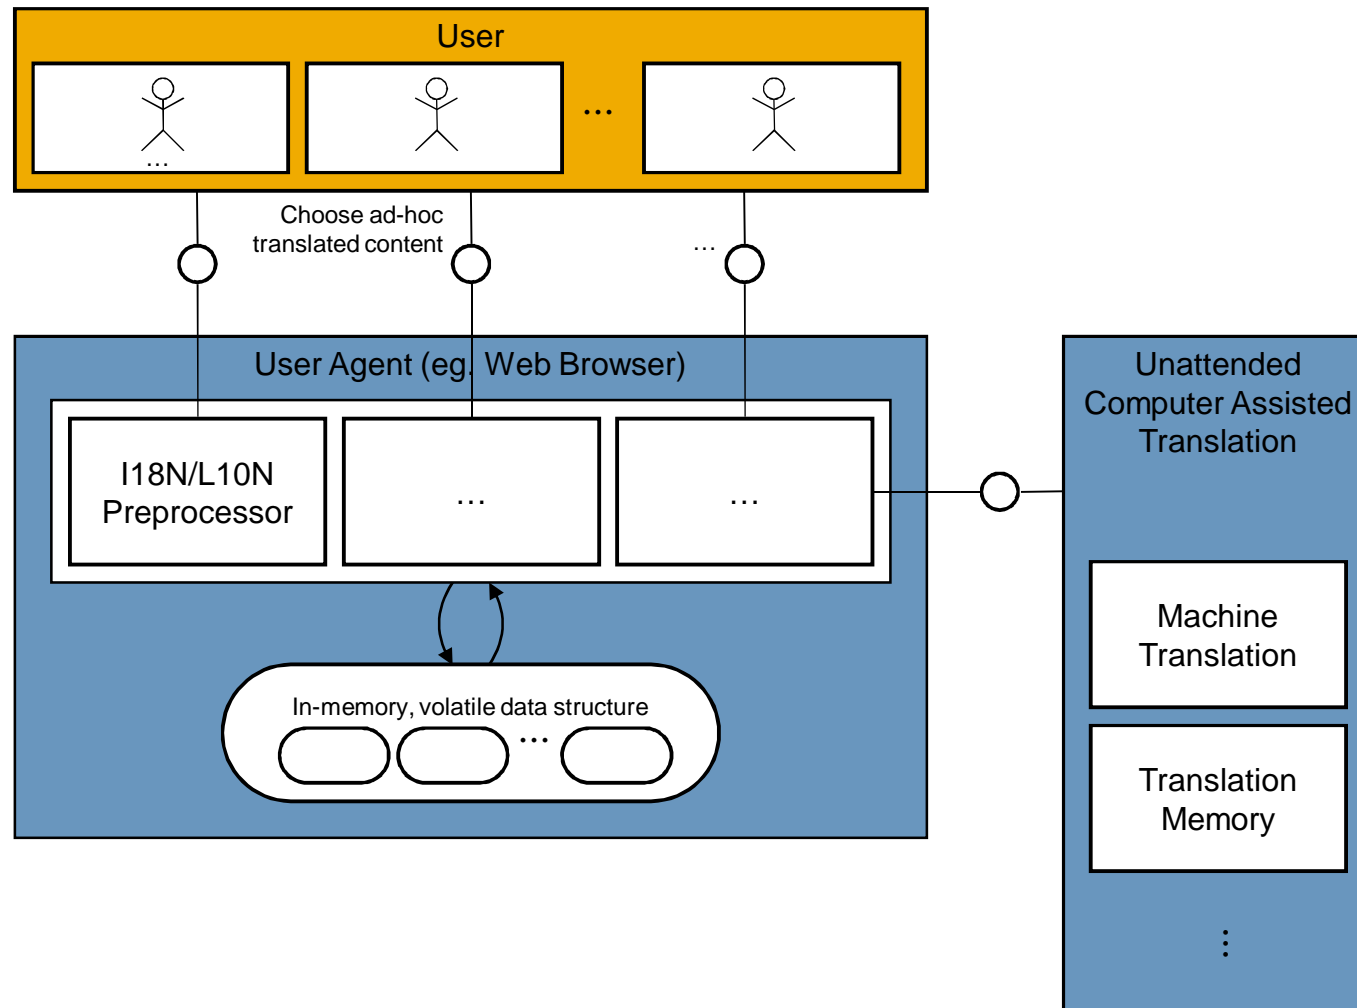 User
...
...
Choose ad-hoc
translated content
...
User Agent (eg. Web Browser)
I18N/L10N
Preprocessor
...
...
In-memory, volatile data structure
...
Unattended
Computer Assisted
Translation
Machine
Translation
Translation
Memory
...